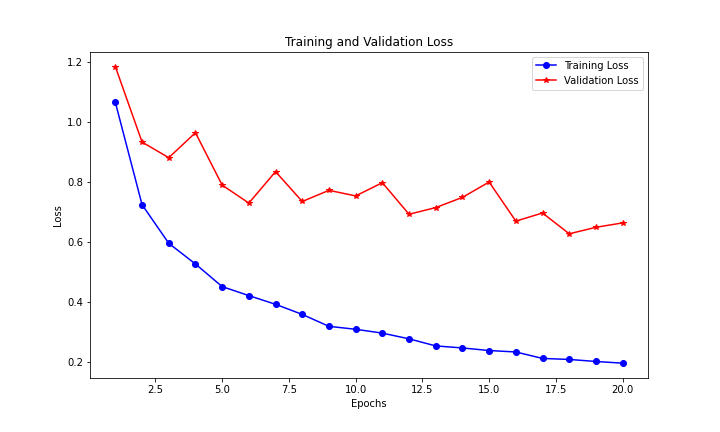 Training and Validation Loss
Training Loss
Validation Loss
1.2
1.0
0.8
0.6
0.4
0.2
Loss
2.5 5.0 7.5 10.0 12.5 15.0 17.5 20.0
Epochs